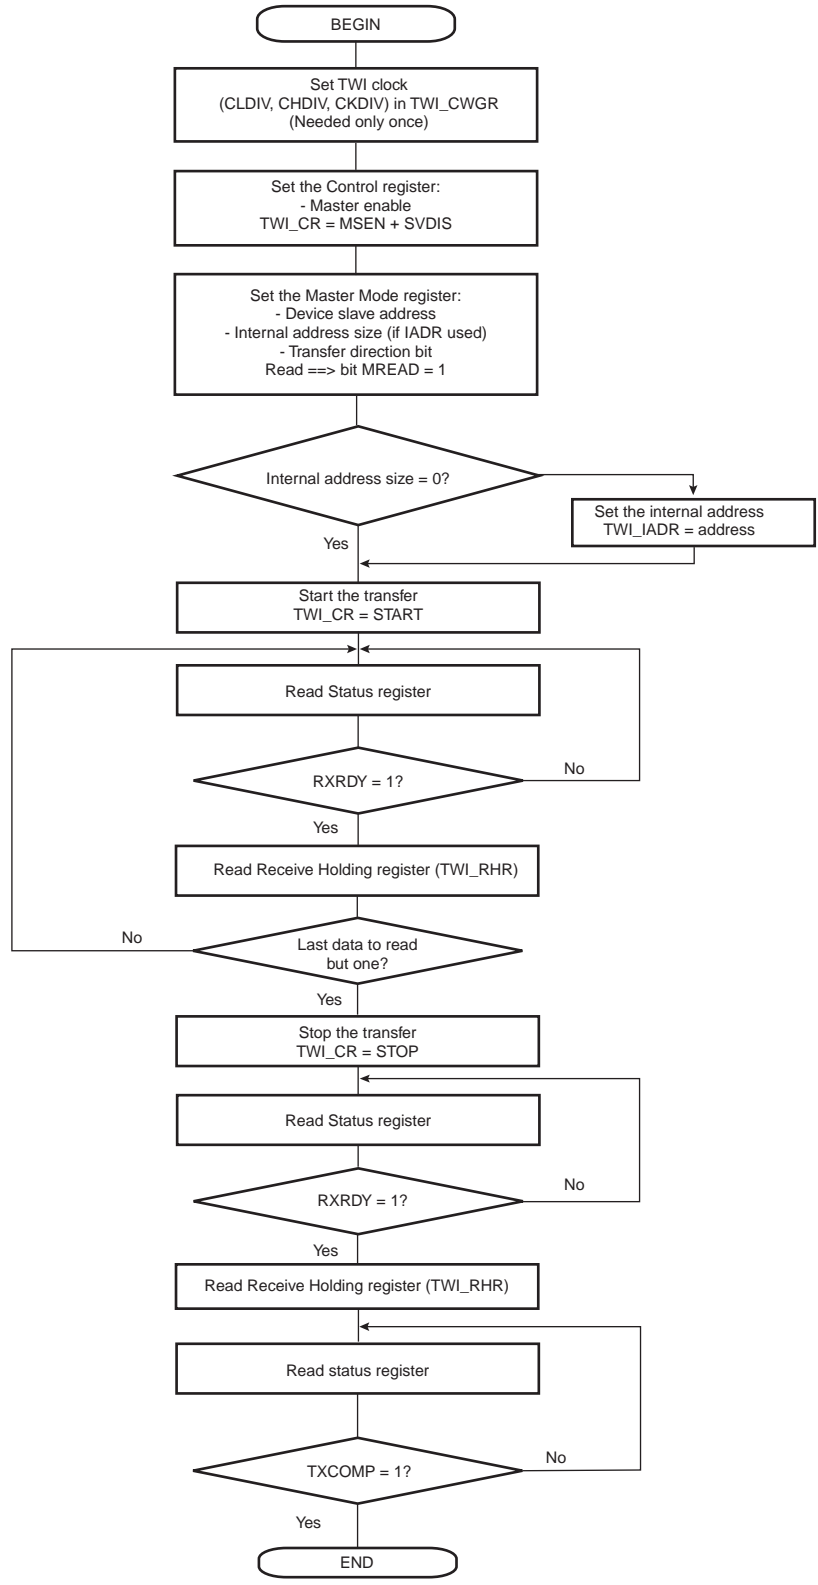 BEGIN
Set TWI clock
(CLDIV, CHDIV, CKDIV) in TWI_CWGR
(Needed only once)
Set the Control register:
- Master enable
TWI_CR = MSEN + SVDIS
Set the Master Mode register:
- Device slave address
- Internal address size (if IADR used)
- Transfer direction bit
Read ==> bit MREAD = 1
Internal address size = 0?
Set the internal address
TWI_IADR = address
Yes
Start the transfer
TWI_CR = START
Read Status register
RXRDY = 1?
No
Yes
Read Receive Holding register (TWI_RHR)
No
Last data to read
but one?
Yes
Stop the transfer
TWI_CR = STOP
Read Status register
RXRDY = 1?
No
Yes
Read Receive Holding register (TWI_RHR)
Read status register
TXCOMP = 1?
No
Yes
END